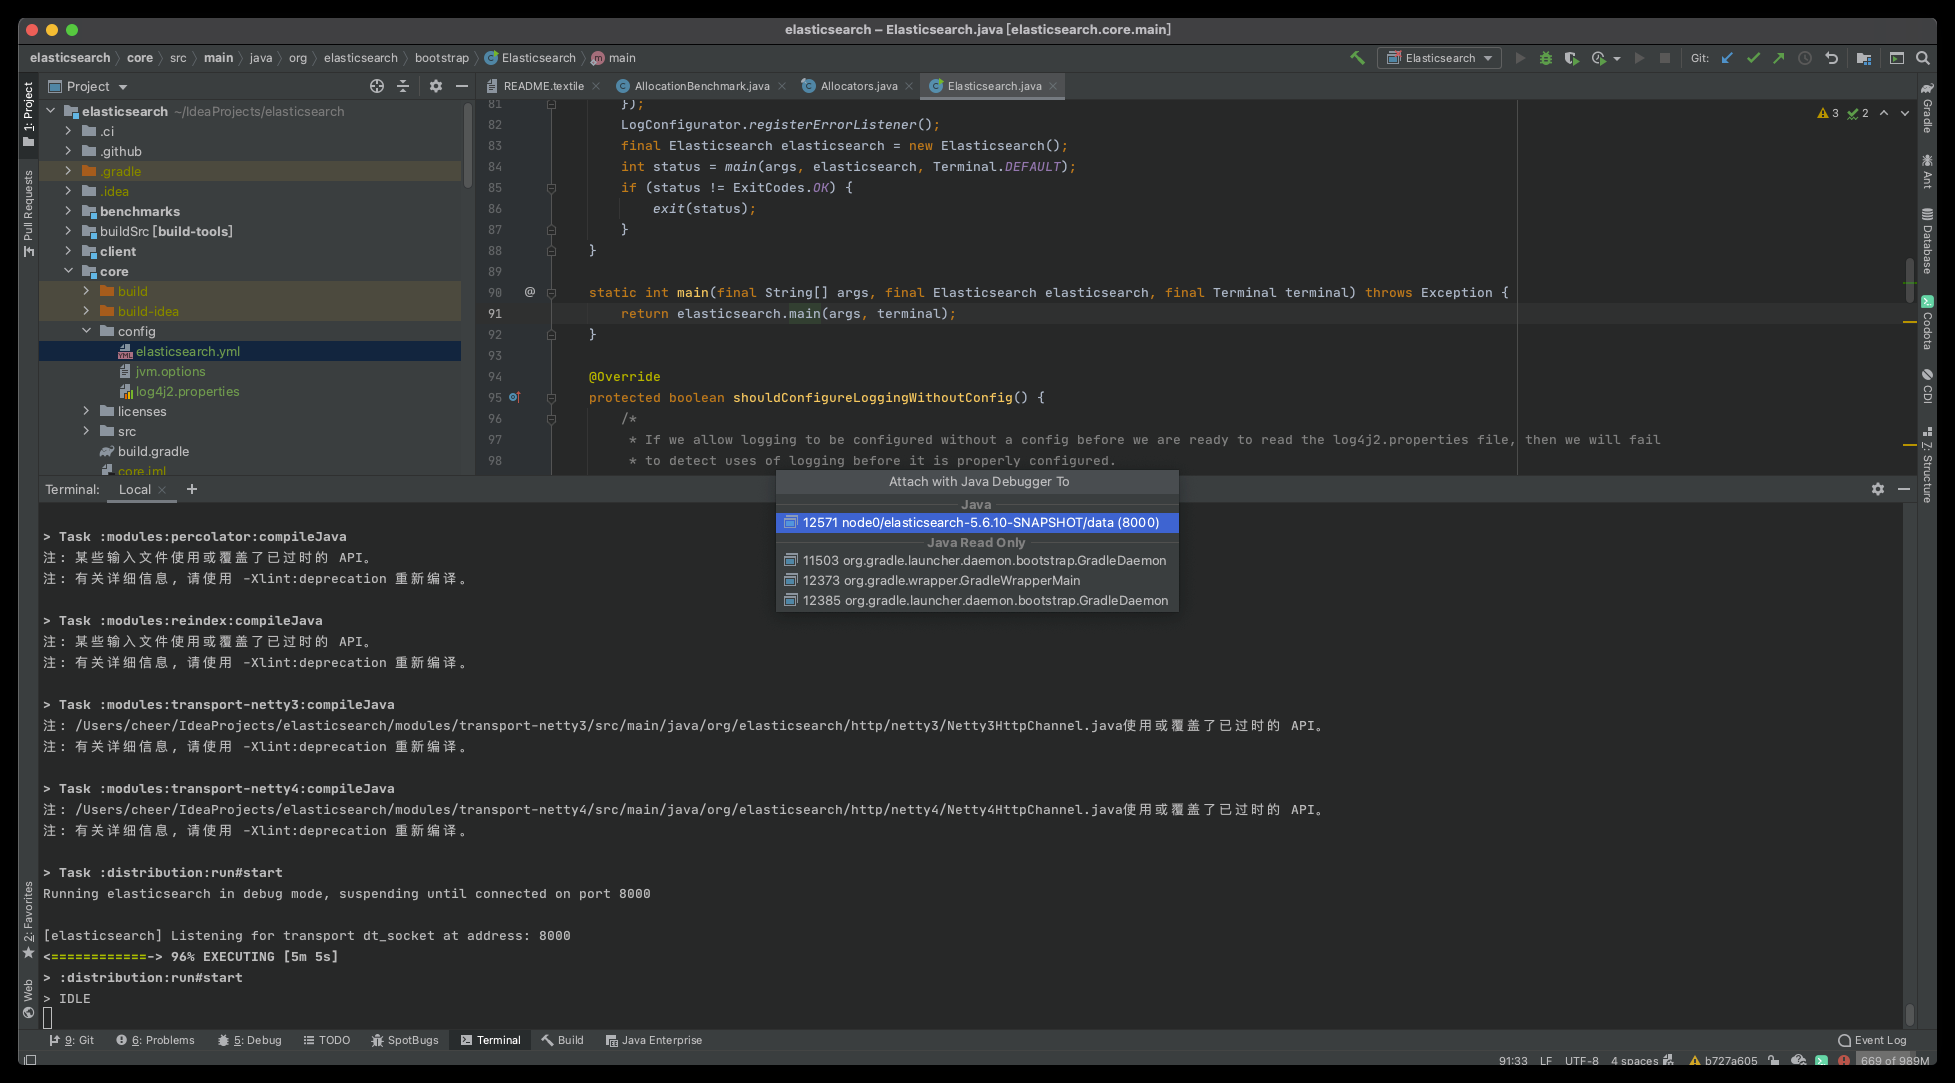 elasticsearch – Elasticsearch.java [elasticsearch.core.main]
elasticsearch core src main java org elasticsearch bootstrap Elasticsearch main
Elasticsearch
Git:
Project
README.textile
AllocationBenchmark.java
Allocators.java
Elasticsearch.java
1: Project
Pull Requests
2: Favorites
Web
elasticsearch ~/IdeaProjects/elasticsearch
.ci
.github
.gradle
.idea
benchmarks
buildSrc [build-tools]
client
core
build
build-idea
config
elasticsearch.yml
jvm.options
log4j2.properties
licenses
src
build.gradle
core.iml
81 });
82 LogConfigurator.registerErrorListener();
83 final Elasticsearch elasticsearch = new Elasticsearch();
84 int status = main(args, elasticsearch, Terminal.DEFAULT);
85 if (status != ExitCodes.OK) {
86 exit(status);
87 }
88 }
89
90 @ static int main(final String[] args, final Elasticsearch elasticsearch, final Terminal terminal) throws Exception {
91 return elasticsearch.main(args, terminal);
92 }
93
94 @Override
95 protected boolean shouldConfigureLoggingWithoutConfig() {
96 /*
97 * If we allow logging to be configured without a config before we are ready to read the log4j2.properties file, then we will fail
98 * to detect uses of logging before it is properly configured.
3 2
Gradle
Ant
Database
Codota
CDI
7: Structure
Attach with Java Debugger To
Java
12571 node0/elasticsearch-5.6.10-SNAPSHOT/data (8000)
Java Read Only
11503 org.gradle.launcher.daemon.bootstrap.GradleDaemon
12373 org.gradle.wrapper.GradleWrapperMain
12385 org.gradle.launcher.daemon.bootstrap.GradleDaemon
Terminal: Local +
> Task :modules:percolator:compileJava
注: 某些输入文件使用或覆盖了已过时的 API。
注: 有关详细信息, 请使用 -Xlint:deprecation 重新编译。
> Task :modules:reindex:compileJava
注: 某些输入文件使用或覆盖了已过时的 API。
注: 有关详细信息, 请使用 -Xlint:deprecation 重新编译。
> Task :modules:transport-netty3:compileJava
注: /Users/cheer/IdeaProjects/elasticsearch/modules/transport-netty3/src/main/java/org/elasticsearch/http/netty3/Netty3HttpChannel.java使用或覆盖了已过时的 API。
注: 有关详细信息, 请使用 -Xlint:deprecation 重新编译。
> Task :modules:transport-netty4:compileJava
注: /Users/cheer/IdeaProjects/elasticsearch/modules/transport-netty4/src/main/java/org/elasticsearch/http/netty4/Netty4HttpChannel.java使用或覆盖了已过时的 API。
注: 有关详细信息, 请使用 -Xlint:deprecation 重新编译。
> Task :distribution:run#start
Running elasticsearch in debug mode, suspending until connected on port 8000
[elasticsearch] Listening for transport dt_socket at address: 8000
<============-> 96% EXECUTING [5m 5s]
> :distribution:run#start
> IDLE
9: Git 6: Problems 5: Debug TODO SpotBugs Terminal Build Java Enterprise Event Log
91:33 LF UTF-8 4 spaces b727a605 669 of 989M